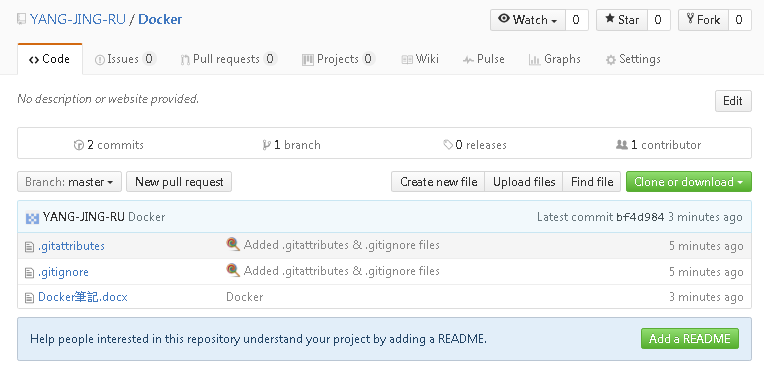 YANG-JING-RU / Docker
Watch 0 Star 0 Fork 0
Code Issues 0 Pull requests 0 Projects 0 Wiki Pulse Graphs Settings
No description or website provided. Edit
2 commits 1 branch 0 releases 1 contributor
Branch: master New pull request Create new file Upload files Find file Clone or download
YANG-JING-RU Docker Latest commit bf4d984 3 minutes ago
.gitattributes Added .gitattributes & .gitignore files 5 minutes ago
.gitignore Added .gitattributes & .gitignore files 5 minutes ago
Docker筆記.docx Docker 3 minutes ago
Help people interested in this repository understand your project by adding a README. Add a README